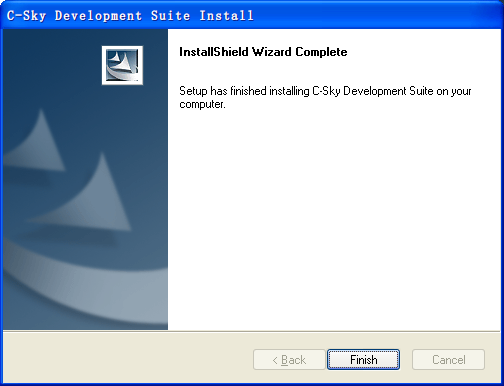 C-Sky Development Suite Install
InstallShield Wizard Complete
Setup has finished installing C-Sky Development Suite on your
computer.
< Back
Finish
Cancel